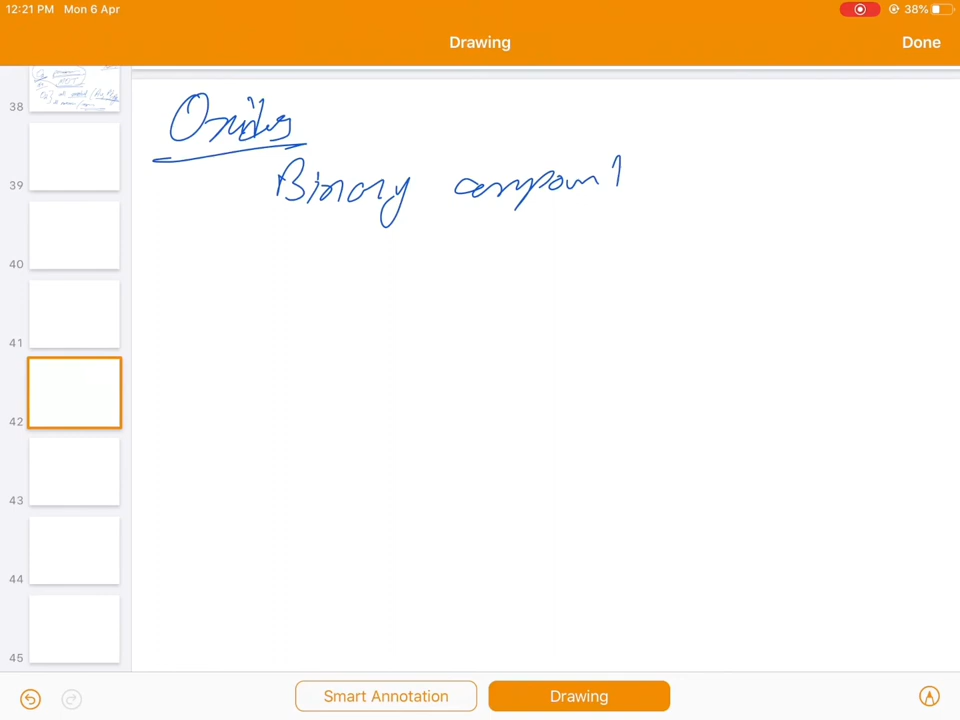 12:21 PM Mon 6 Apr
38%
Drawing
Done
38
39
40
41
42
43
44
45
Oxides
Binary compoun
Smart Annotation
Drawing